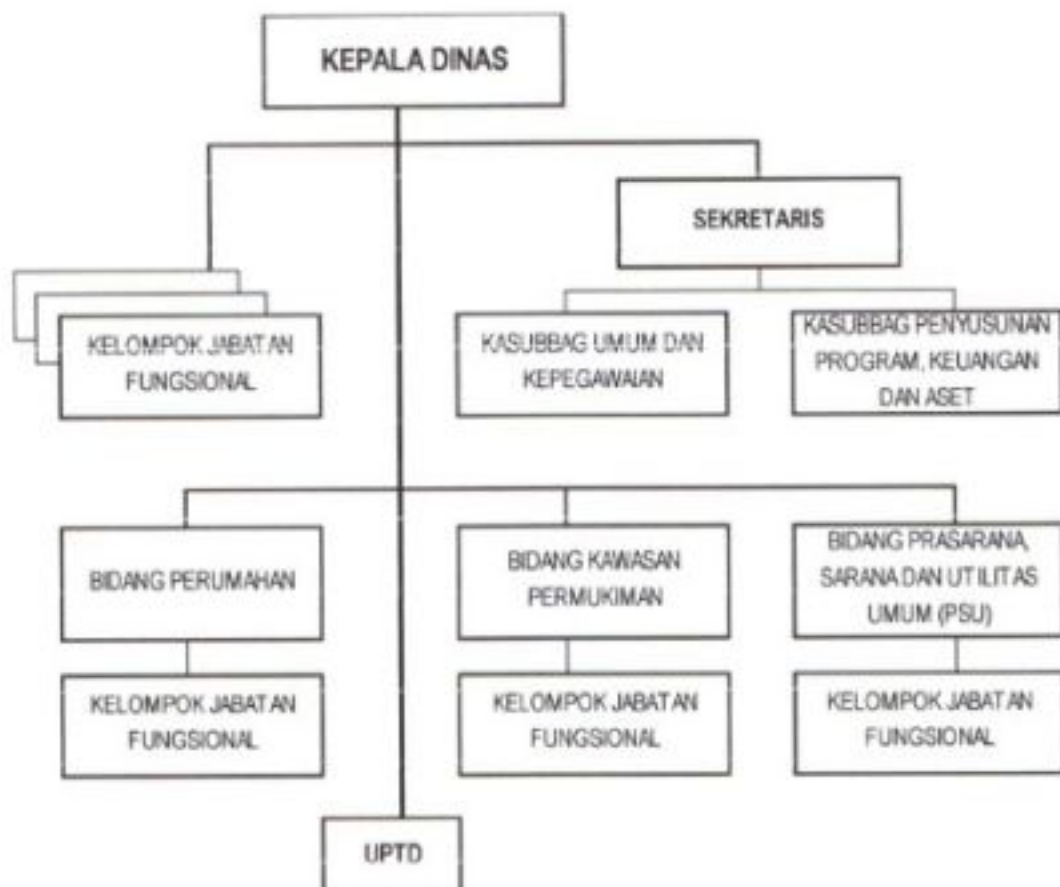 KEPALA DINAS
SEKRETARIS
KELOMPOK JABATAN
FUNGSIONAL
KASUBBAG UMUM DAN
KEPEGAWAIAN
KASUBBAG PENYUSUNAN
PROGRAM, KEUANGAN
DAN ASET
BIDANG PERUMAHAN
BIDANG KAWASAN
PERMUKIMAN
BIDANG PRASARANA,
SARANA DAN UTILITAS
UMUM (PSU)
KELOMPOK JABATAN
FUNGSIONAL
KELOMPOK JABATAN
FUNGSIONAL
KELOMPOK JABATAN
FUNGSIONAL
UPTD